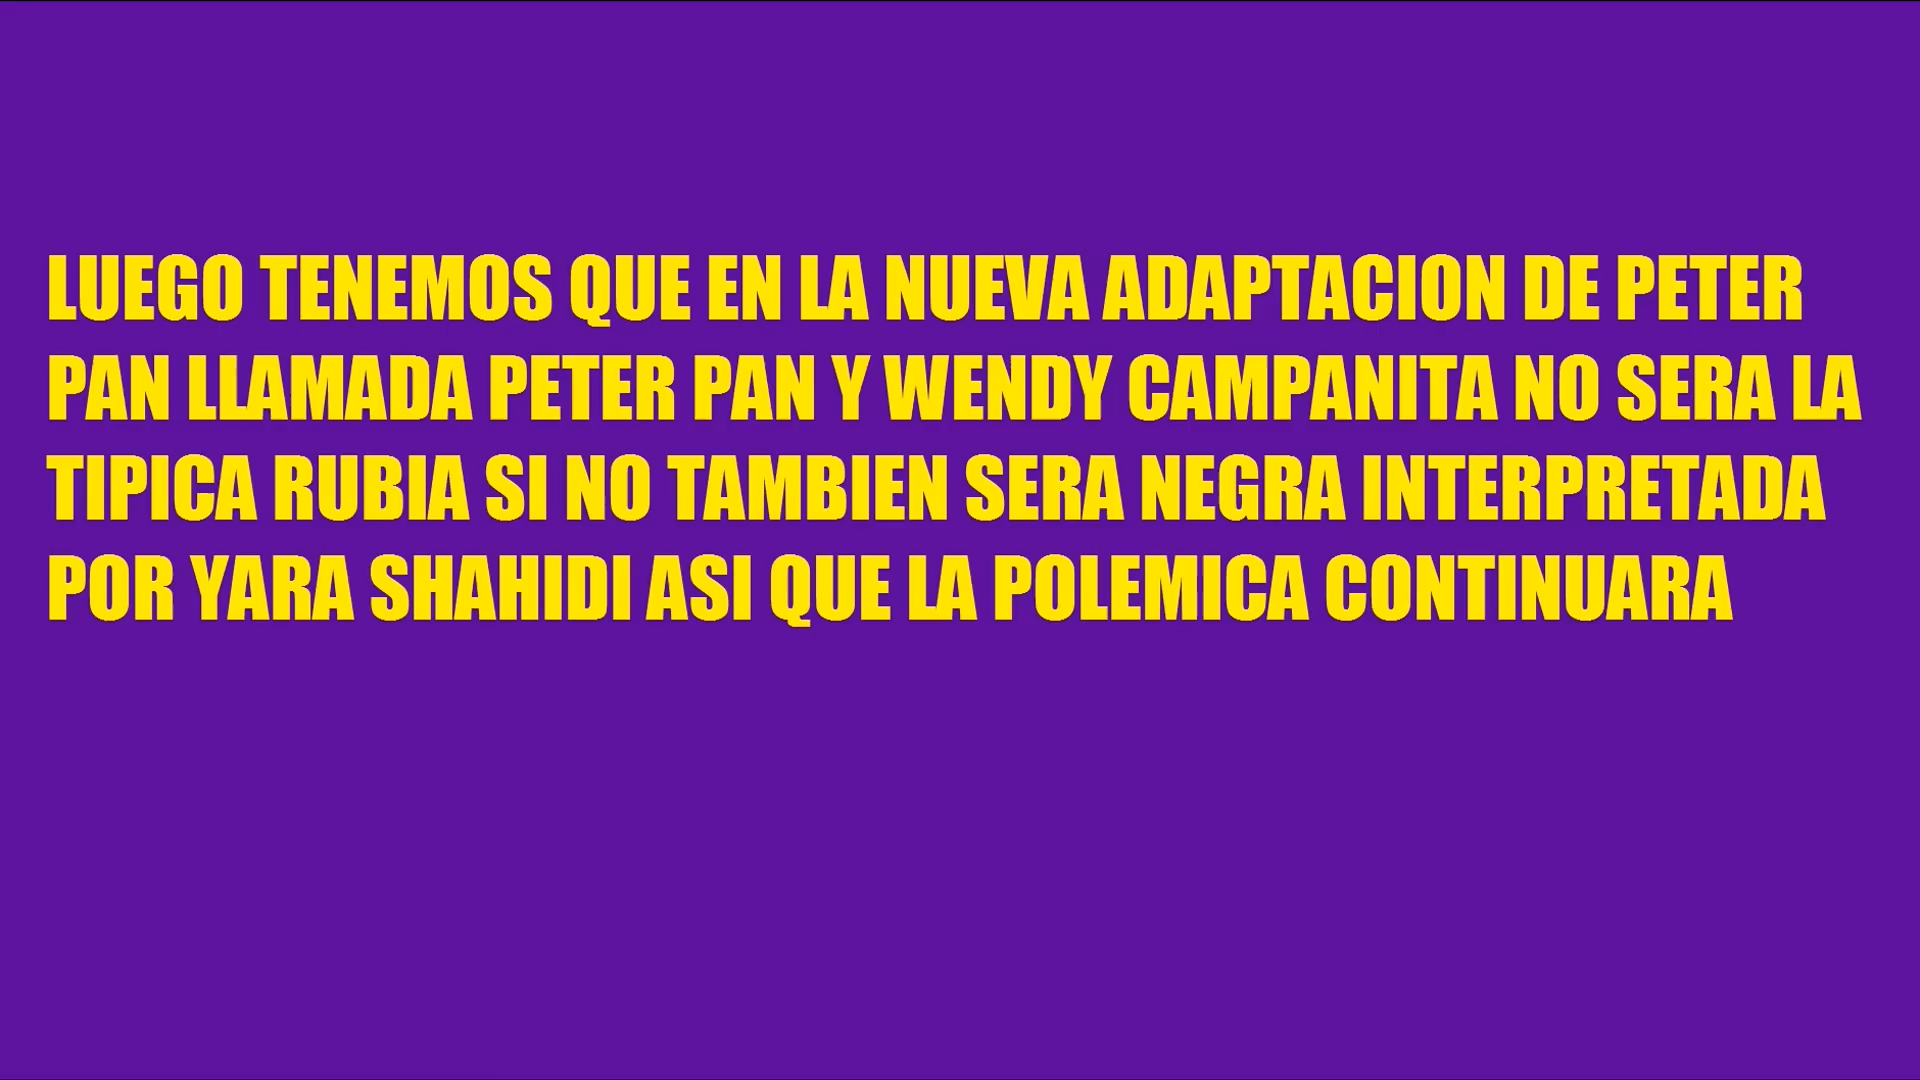 LUEGO TENEMOS QUE EN LA NUEVA ADAPTACION DE PETER
PAN LLAMADA PETER PAN Y WENDY CAMPANITA NO SERA LA
TIPICA RUBIA SI NO TAMBIEN SERA NEGRA INTERPRETADA
POR YARA SHAHIDI ASI QUE LA POLEMICA CONTINUARA